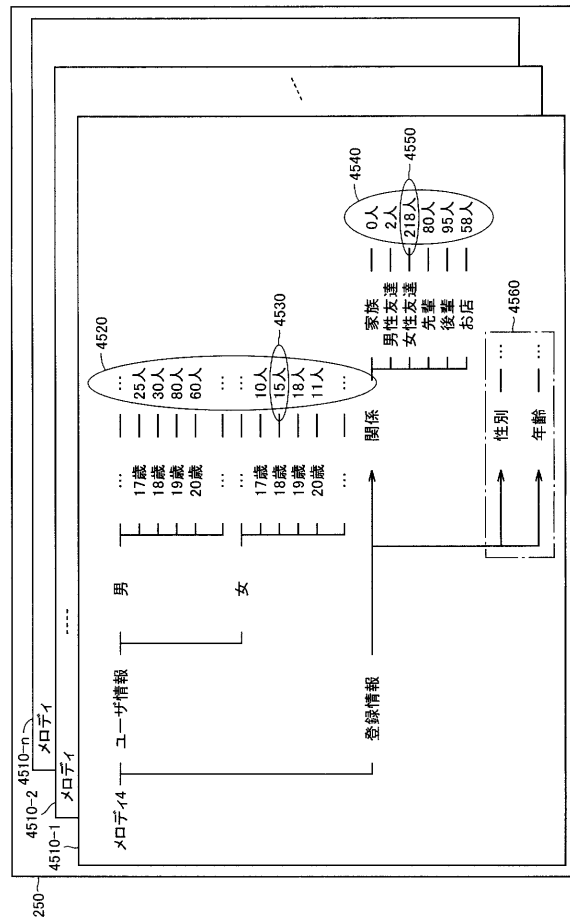 250
4510-n
メロディ
4510-2
メロディ
4510-1
メロディ4
ユーザ情報
男
… …
17歳 25人
18歳 30人
19歳 80人
20歳 60人
… …
4520
女
… …
17歳 10人
18歳 15人
19歳 18人
20歳 11人
… …
4530
登録情報
関係
家族 0人
男性友達 2人
女性友達 218人
先輩 80人
後輩 95人
お店 58人
4540
4550
性別 …
年齢 …
4560